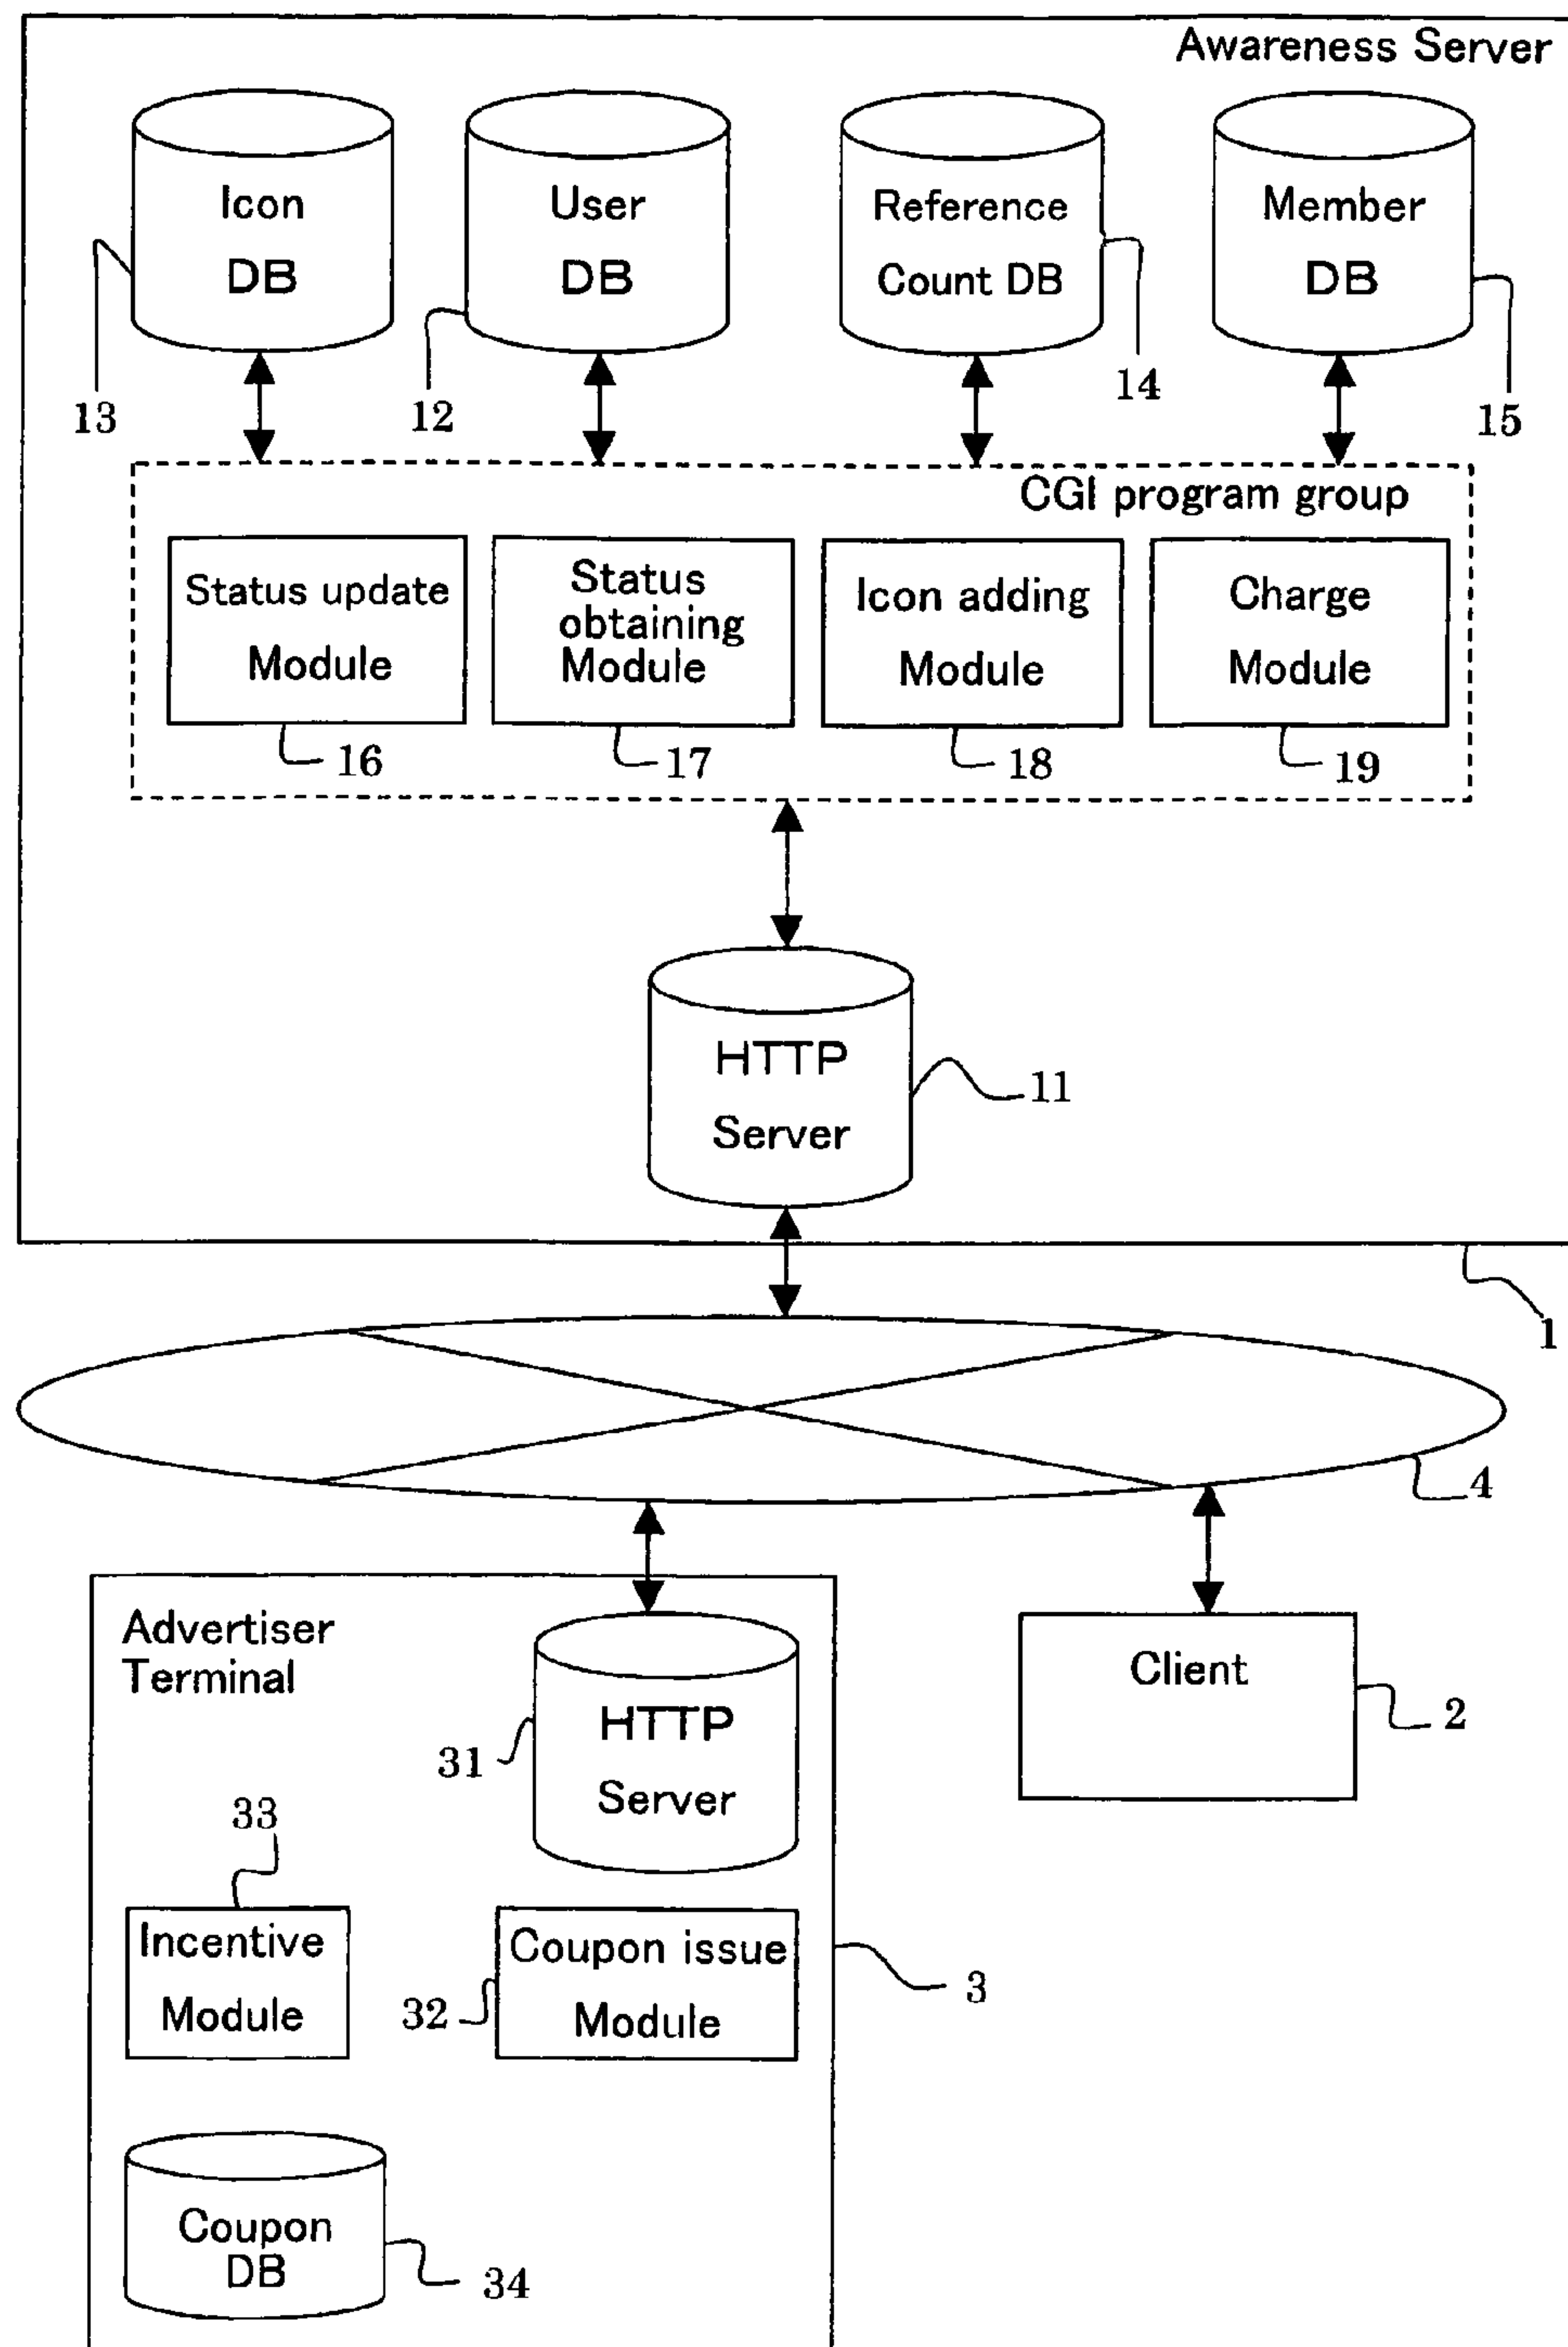 Awareness Server
Icon
DB
User
DB
Reference
Count DB
Member
DB
13
12
14
15
CGI program group
Status update
Module
Status
obtaining
Module
Icon adding
Module
Charge
Module
16
17
18
19
HTTP
Server
11
1
4
Advertiser
Terminal
HTTP
Server
31
Client
2
33
Incentive
Module
Coupon issue
Module
32
3
Coupon
DB
34